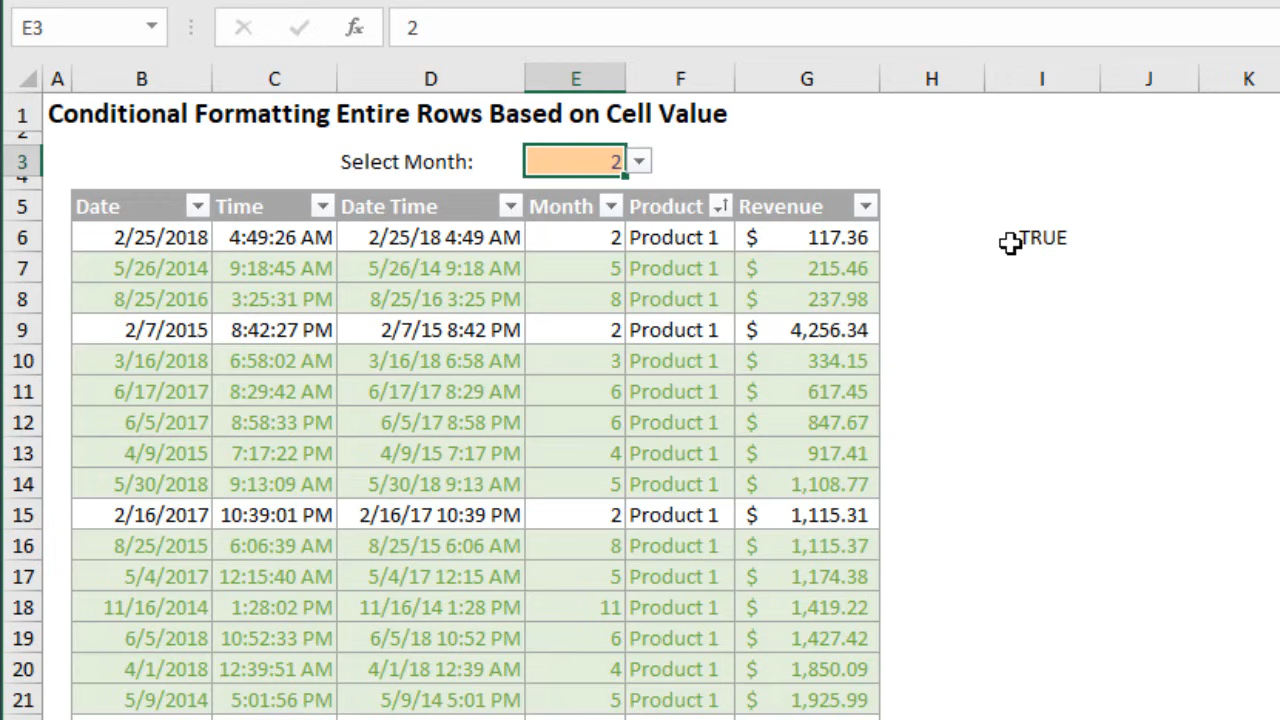 E3 fx 2
A B C D E F G H I J K
1 Conditional Formatting Entire Rows Based on Cell Value
2
3 Select Month: 2
4
5 Date Time Date Time Month Product Revenue
6 2/25/2018 4:49:26 AM 2/25/18 4:49 AM 2 Product 1 $ 117.36 TRUE
7 5/26/2014 9:18:45 AM 5/26/14 9:18 AM 5 Product 1 $ 215.46
8 8/25/2016 3:25:31 PM 8/25/16 3:25 PM 8 Product 1 $ 237.98
9 2/7/2015 8:42:27 PM 2/7/15 8:42 PM 2 Product 1 $ 4,256.34
10 3/16/2018 6:58:02 AM 3/16/18 6:58 AM 3 Product 1 $ 334.15
11 6/17/2017 8:29:42 AM 6/17/17 8:29 AM 6 Product 1 $ 617.45
12 6/5/2017 8:58:33 PM 6/5/17 8:58 PM 6 Product 1 $ 847.67
13 4/9/2015 7:17:22 PM 4/9/15 7:17 PM 4 Product 1 $ 917.41
14 5/30/2018 9:13:09 AM 5/30/18 9:13 AM 5 Product 1 $ 1,108.77
15 2/16/2017 10:39:01 PM 2/16/17 10:39 PM 2 Product 1 $ 1,115.31
16 8/25/2015 6:06:39 AM 8/25/15 6:06 AM 8 Product 1 $ 1,115.37
17 5/4/2017 12:15:40 AM 5/4/17 12:15 AM 5 Product 1 $ 1,174.38
18 11/16/2014 1:28:02 PM 11/16/14 1:28 PM 11 Product 1 $ 1,419.22
19 6/5/2018 10:52:33 PM 6/5/18 10:52 PM 6 Product 1 $ 1,427.42
20 4/1/2018 12:39:51 AM 4/1/18 12:39 AM 4 Product 1 $ 1,850.09
21 5/9/2014 5:01:56 PM 5/9/14 5:01 PM 5 Product 1 $ 1,925.99